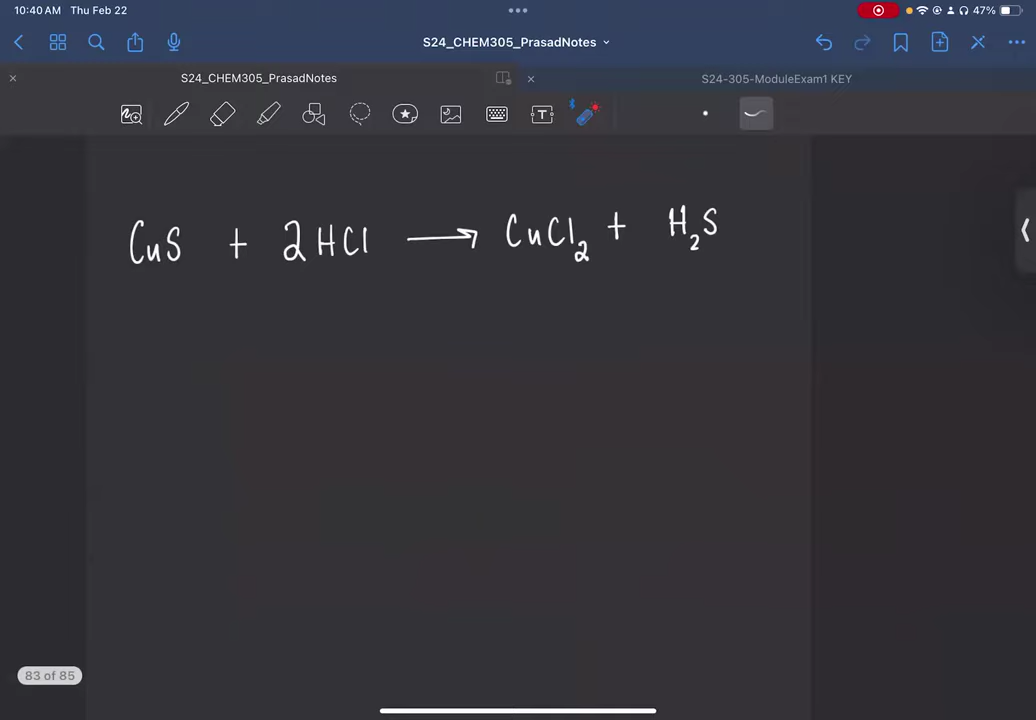 10:40 AM Thu Feb 22 47%
S24_CHEM305_PrasadNotes
S24_CHEM305_PrasadNotes S24-305-ModuleExam1 KEY
CuS + 2HCl ⟶ CuCl₂ + H₂S
83 of 85